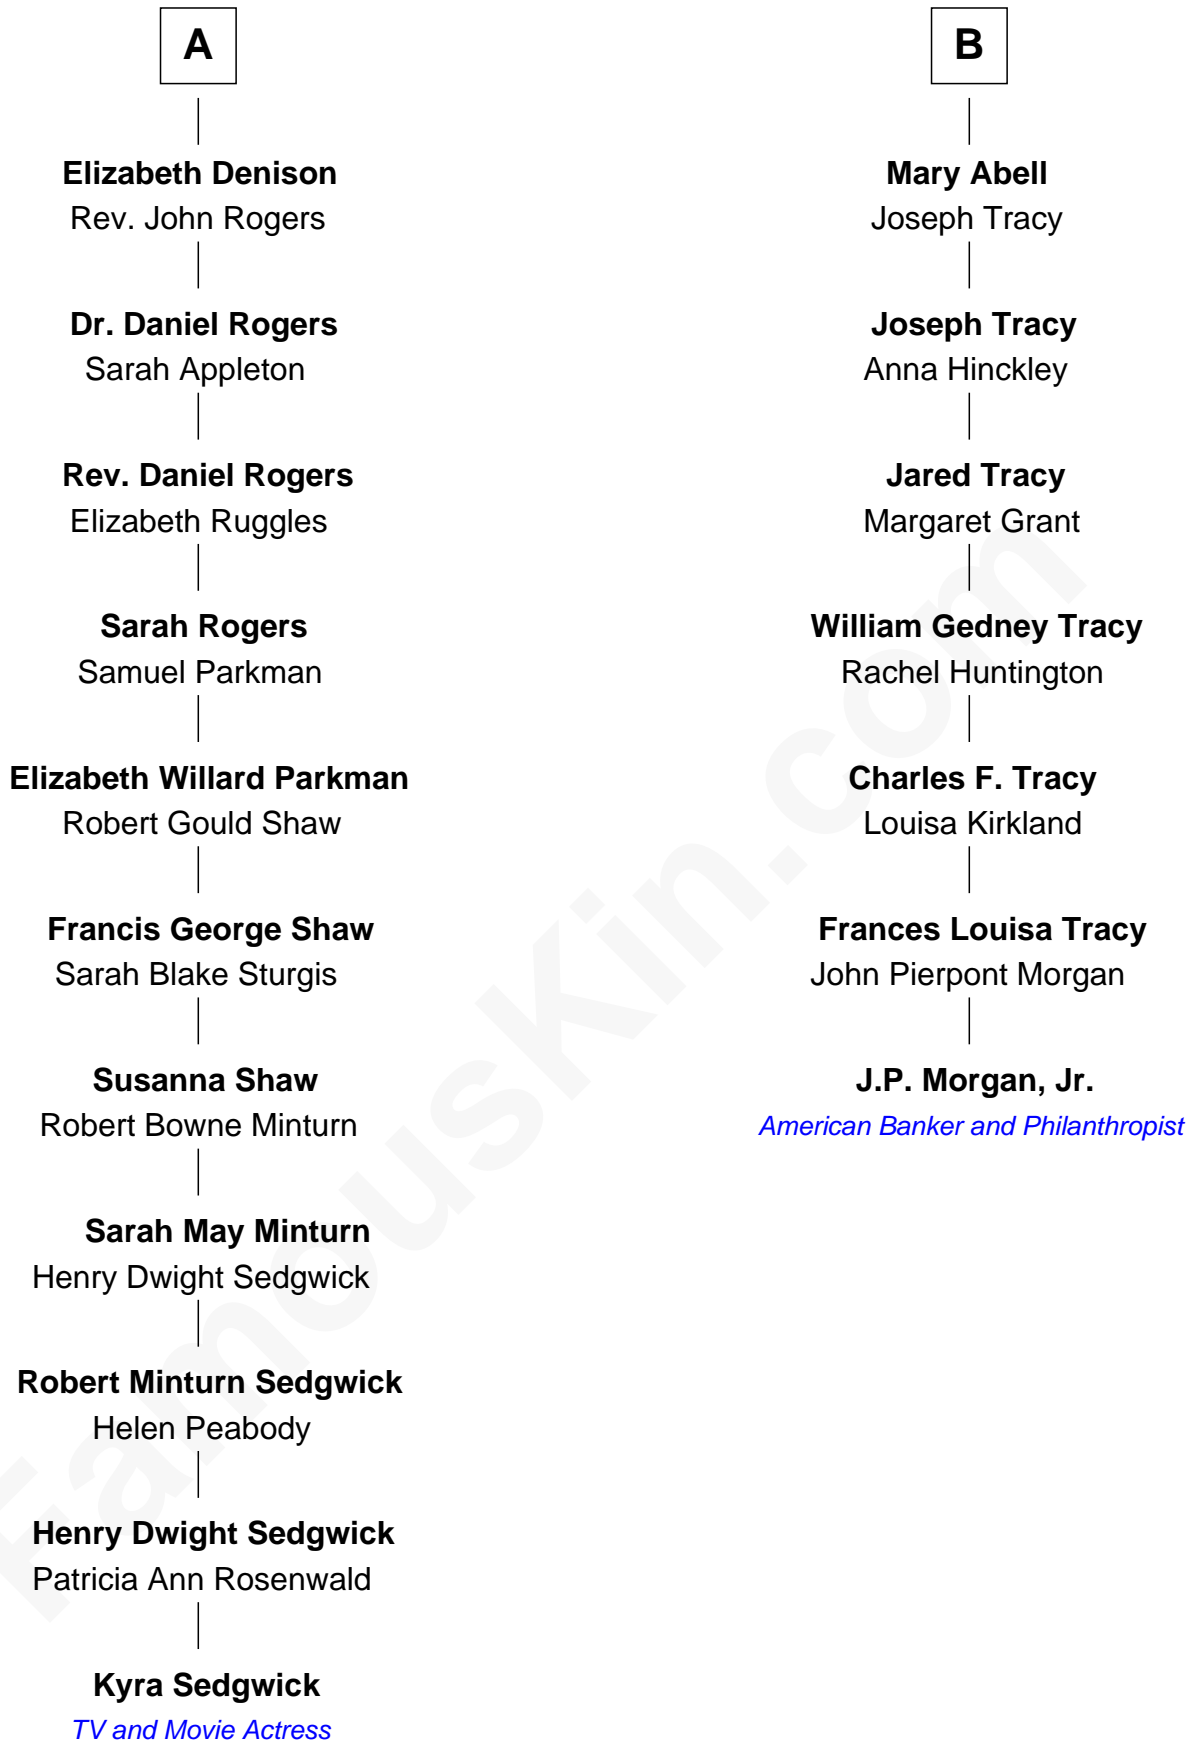 A
Elizabeth Denison
Rev. John Rogers
Dr. Daniel Rogers
Sarah Appleton
Rev. Daniel Rogers
Elizabeth Ruggles
Sarah Rogers
Samuel Parkman
Elizabeth Willard Parkman
Robert Gould Shaw
Francis George Shaw
Sarah Blake Sturgis
Susanna Shaw
Robert Bowne Minturn
Sarah May Minturn
Henry Dwight Sedgwick
Robert Minturn Sedgwick
Helen Peabody
Henry Dwight Sedgwick
Patricia Ann Rosenwald
Kyra Sedgwick
TV and Movie Actress
B
Mary Abell
Joseph Tracy
Joseph Tracy
Anna Hinckley
Jared Tracy
Margaret Grant
William Gedney Tracy
Rachel Huntington
Charles F. Tracy
Louisa Kirkland
Frances Louisa Tracy
John Pierpont Morgan
J.P. Morgan, Jr.
American Banker and Philanthropist
FamousKin.com